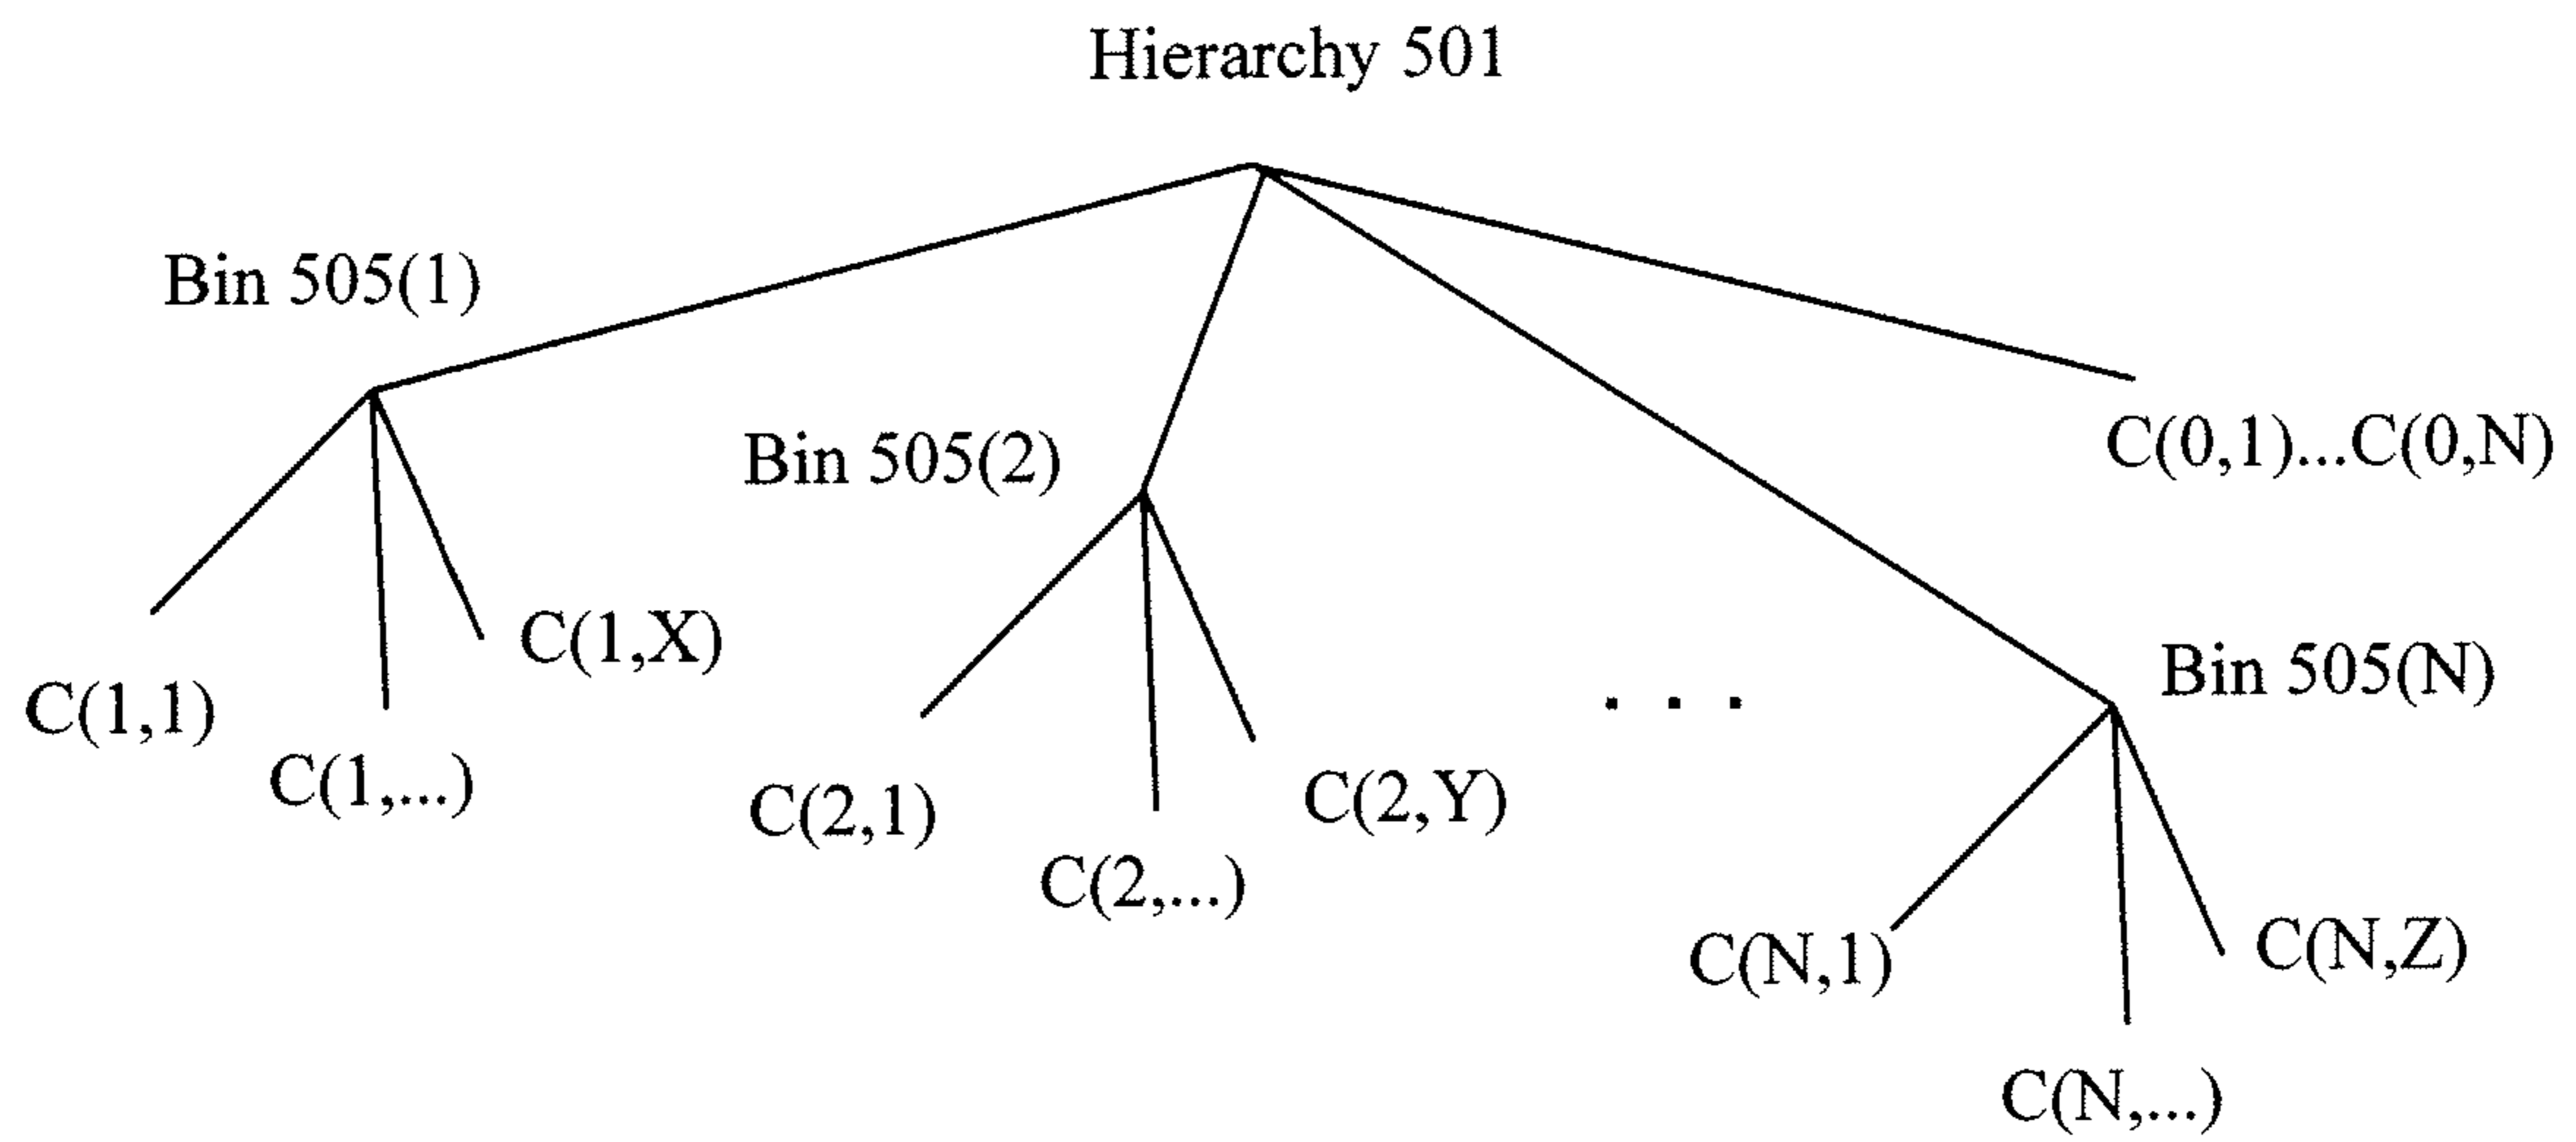 Hierarchy 501
Bin 505(1)
Bin 505(2)
C(0,1)...C(0,N)
C(1,X)
Bin 505(N)
C(1,1)
C(1,...)
. . .
C(2,1)
C(2,Y)
C(2,...)
C(N,1)
C(N,Z)
C(N,...)